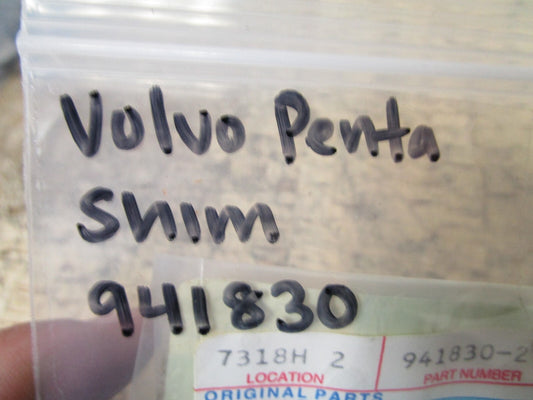 Volvo Penta
Shim
941830
7318H 2 941830-2
LOCATION PART NUMBER
ORIGINAL PARTS